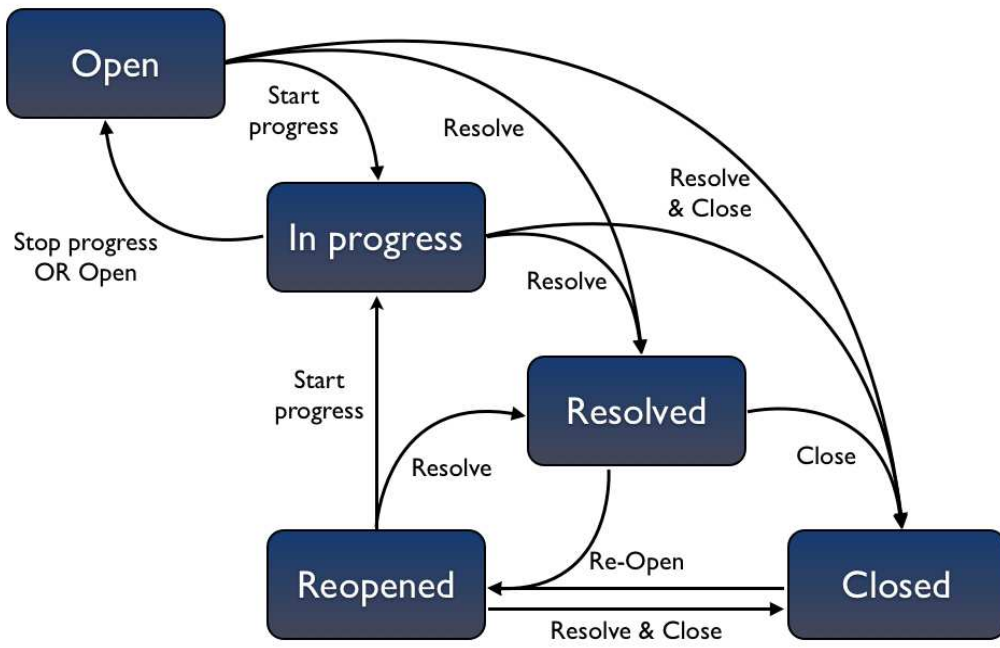 Open
Start
progress
Resolve
Resolve
& Close
Stop progress
OR Open
In progress
Resolve
Start
progress
Resolved
Resolve
Close
Re-Open
Reopened
Closed
Resolve & Close